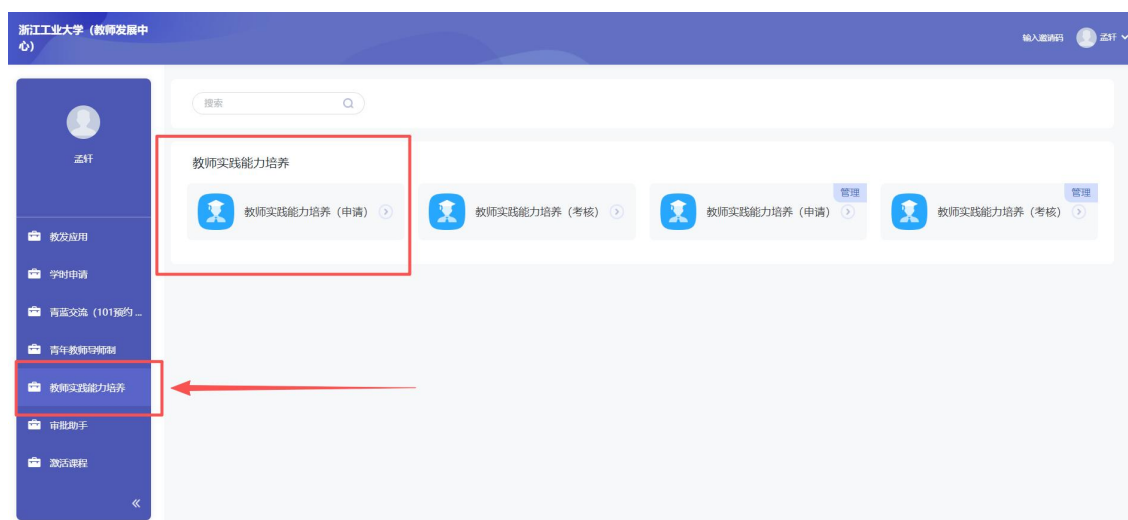 浙江工业大学（教师发展中
心）
输入邀请码
孟轩
孟轩
搜索
教师实践能力培养
教师实践能力培养（申请）
教师实践能力培养（考核）
管理
教师实践能力培养（申请）
管理
教师实践能力培养（考核）
教发应用
学时申请
青蓝交流（101预约 ...
青年教师导师制
教师实践能力培养
审批助手
激活课程